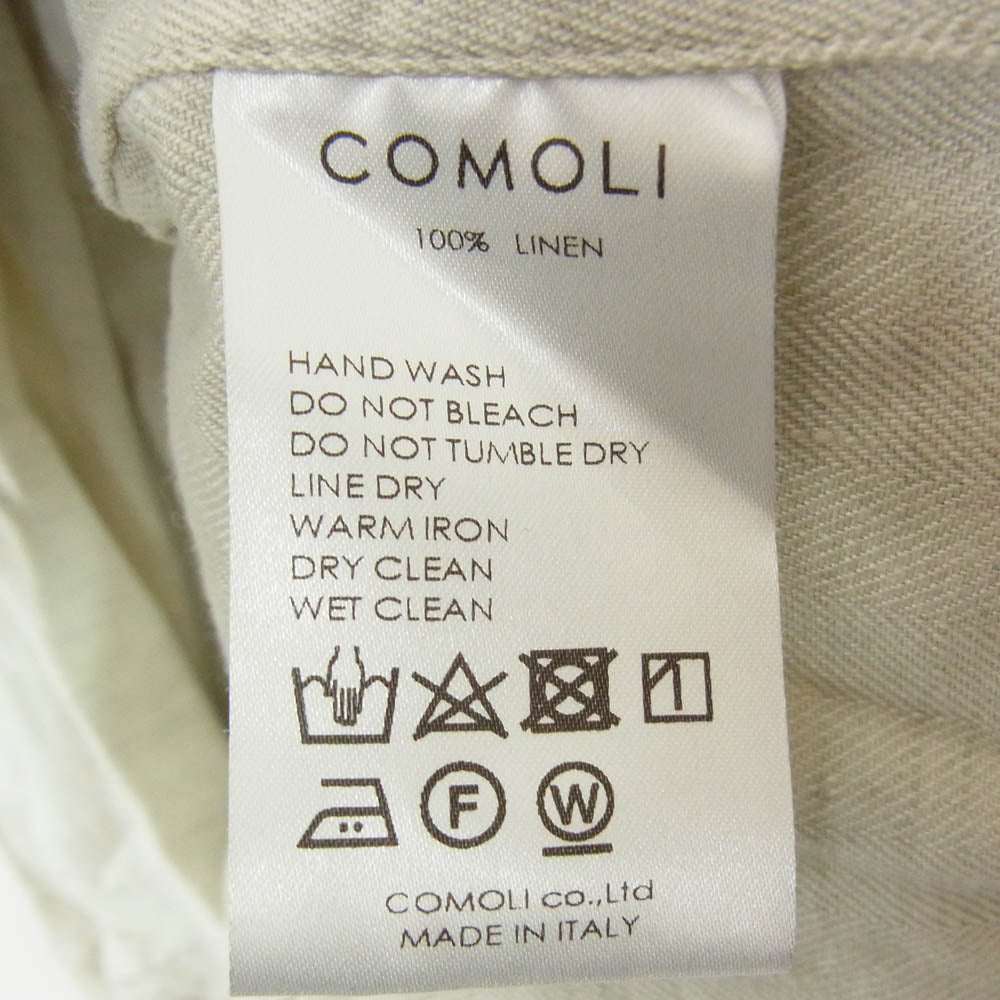 COMOLI
100% LINEN
HAND WASH
DO NOT BLEACH
DO NOT TUMBLE DRY
LINE DRY
WARM IRON
DRY CLEAN
WET CLEAN
F W
COMOLI co.,Ltd
MADE IN ITALY